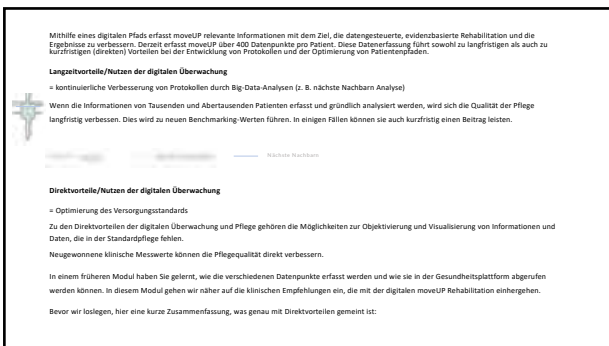 Mithilfe eines digitalen Pfads erfasst moveUP relevante Informationen mit dem Ziel, die datengesteuerte, evidenzbasierte Rehabilitation und die
Ergebnisse zu verbessern. Derzeit erfasst moveUP über 400 Datenpunkte pro Patient. Diese Datenerfassung führt sowohl zu langfristigen als auch zu
kurzfristigen (direkten) Vorteilen bei der Entwicklung von Protokollen und der Optimierung von Patientenpfaden.
Langzeitvorteile/Nutzen der digitalen Überwachung
= kontinuierliche Verbesserung von Protokollen durch Big-Data-Analysen (z. B. nächste Nachbarn Analyse)
Wenn die Informationen von Tausenden und Abertausenden Patienten erfasst und gründlich analysiert werden, wird sich die Qualität der Pflege
langfristig verbessen. Dies wird zu neuen Benchmarking-Werten führen. In einigen Fällen können sie auch kurzfristig einen Beitrag leisten.
Nächste Nachbarn
Direktvorteile/Nutzen der digitalen Überwachung
= Optimierung des Versorgungsstandards
Zu den Direktvorteilen der digitalen Überwachung und Pflege gehören die Möglichkeiten zur Objektivierung und Visualisierung von Informationen und
Daten, die in der Standardpflege fehlen.
Neugewonnene klinische Messwerte können die Pflegequalität direkt verbessern.
In einem früheren Modul haben Sie gelernt, wie die verschiedenen Datenpunkte erfasst werden und wie sie in der Gesundheitsplattform abgerufen
werden können. In diesem Modul gehen wir näher auf die klinischen Empfehlungen ein, die mit der digitalen moveUP Rehabilitation einhergehen.
Bevor wir loslegen, hier eine kurze Zusammenfassung, was genau mit Direktvorteilen gemeint ist: